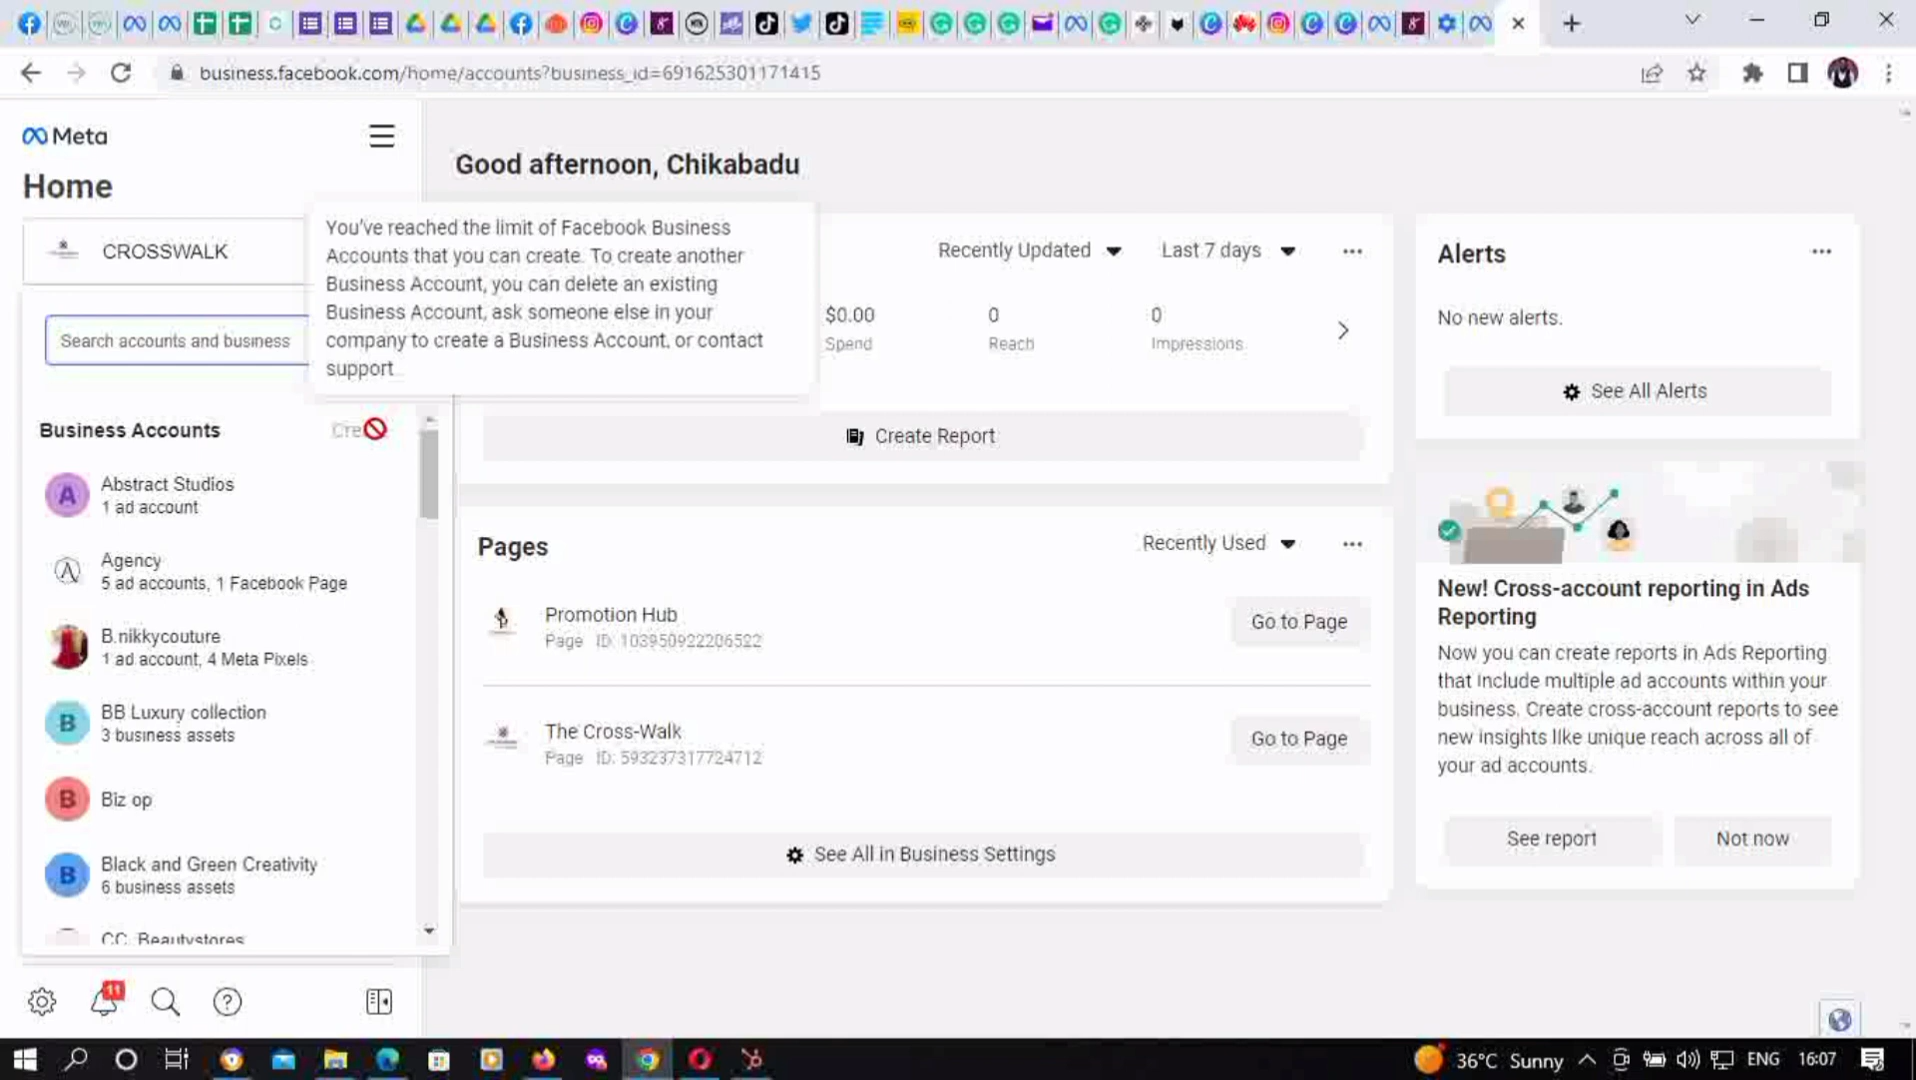 business.facebook.com/home/accounts?business_id=691625301171415
Meta
Home
CROSSWALK
Search accounts and business
You've reached the limit of Facebook Business
Accounts that you can create. To create another
Business Account, you can delete an existing
Business Account, ask someone else in your
company to create a Business Account, or contact
support
Business Accounts
Cre
Abstract Studios
1 ad account
Agency
5 ad accounts, 1 Facebook Page
B.nikkycouture
1 ad account, 4 Meta Pixels
BB Luxury collection
3 business assets
Biz op
Black and Green Creativity
6 business assets
CC. Beautystores
11
Good afternoon, Chikabadu
Recently Updated
Last 7 days
$0.00
0
0
Spend
Reach
Impressions
Create Report
Pages
Recently Used
Promotion Hub
Page ID: 103950922206522
Go to Page
The Cross-Walk
Page ID: 593237317724712
Go to Page
See All in Business Settings
Alerts
No new alerts.
See All Alerts
New! Cross-account reporting in Ads
Reporting
Now you can create reports in Ads Reporting
that include multiple ad accounts within your
business. Create cross-account reports to see
new insights like unique reach across all of
your ad accounts.
See report
Not now
36°C Sunny
ENG
16:07